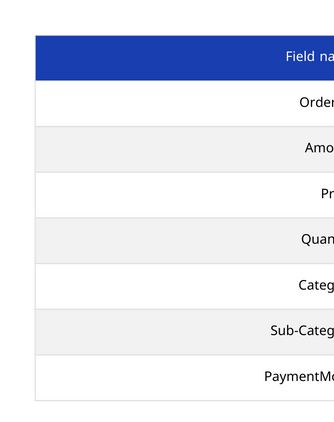 Field na
Order
Amo
Pr
Quan
Categ
Sub-Categ
PaymentMo